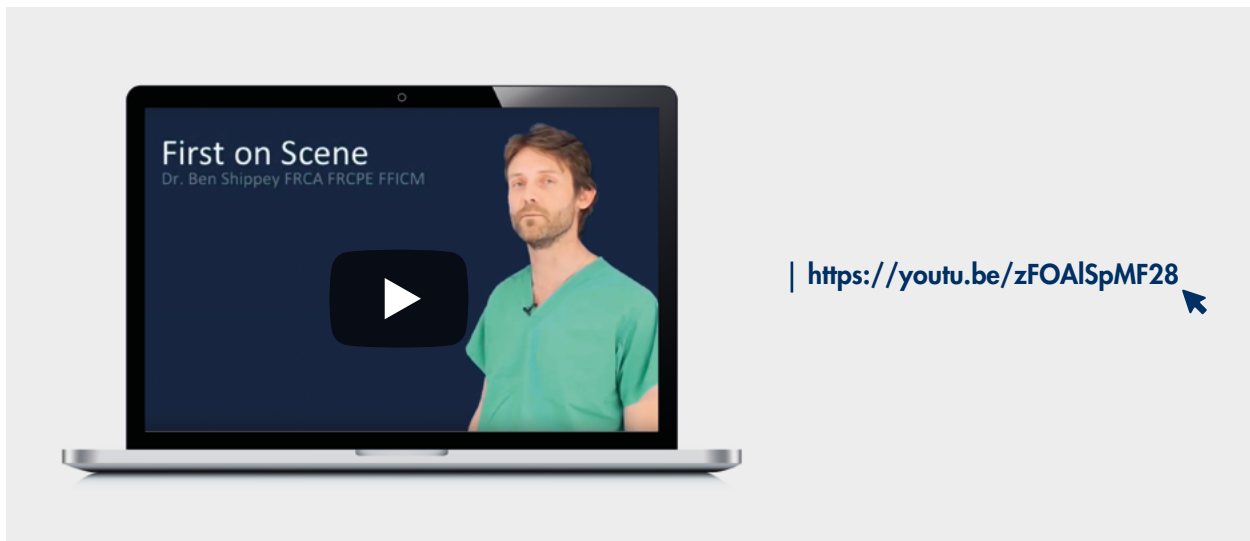 First on Scene
Dr. Ben Shippey FRCA FRCPE FFICM
| https://youtu.be/zFOAlSpMF28